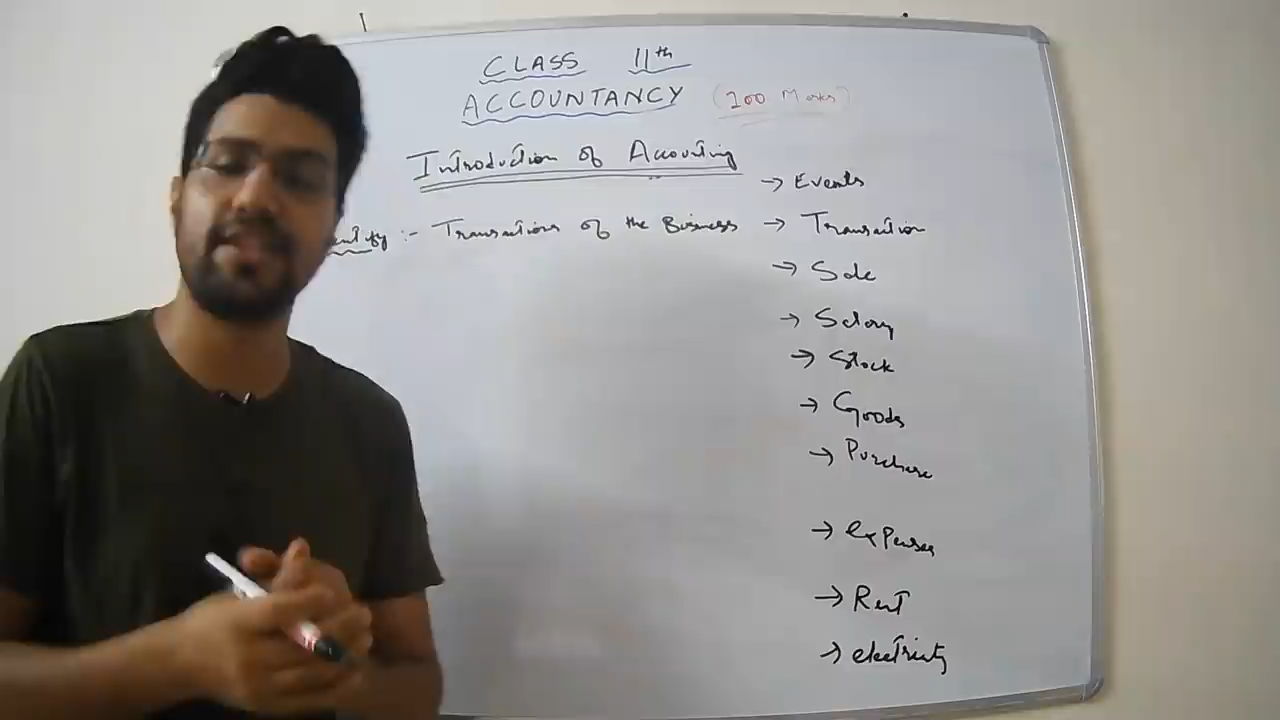 CLASS 11th
ACCOUNTANCY (100 Marks)
Introduction of Accounting
:- Transactions of the Business
→ Events
→ Transaction
→ Sale
→ Salary
→ Stock
→ Goods
→ Purchase
→ exPenses
→ Rent
→ electricity